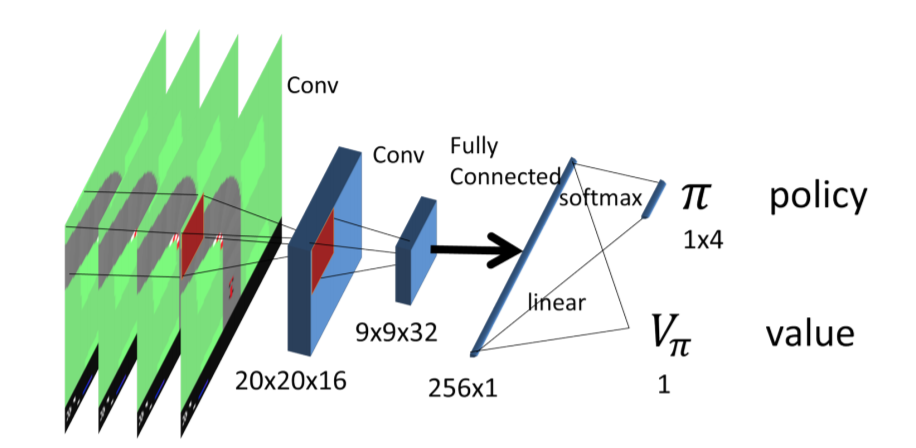 Conv
Conv
Fully
Connected
softmax
π
policy
1x4
linear
9x9x32
Vπ
value
20x20x16
256x1
1